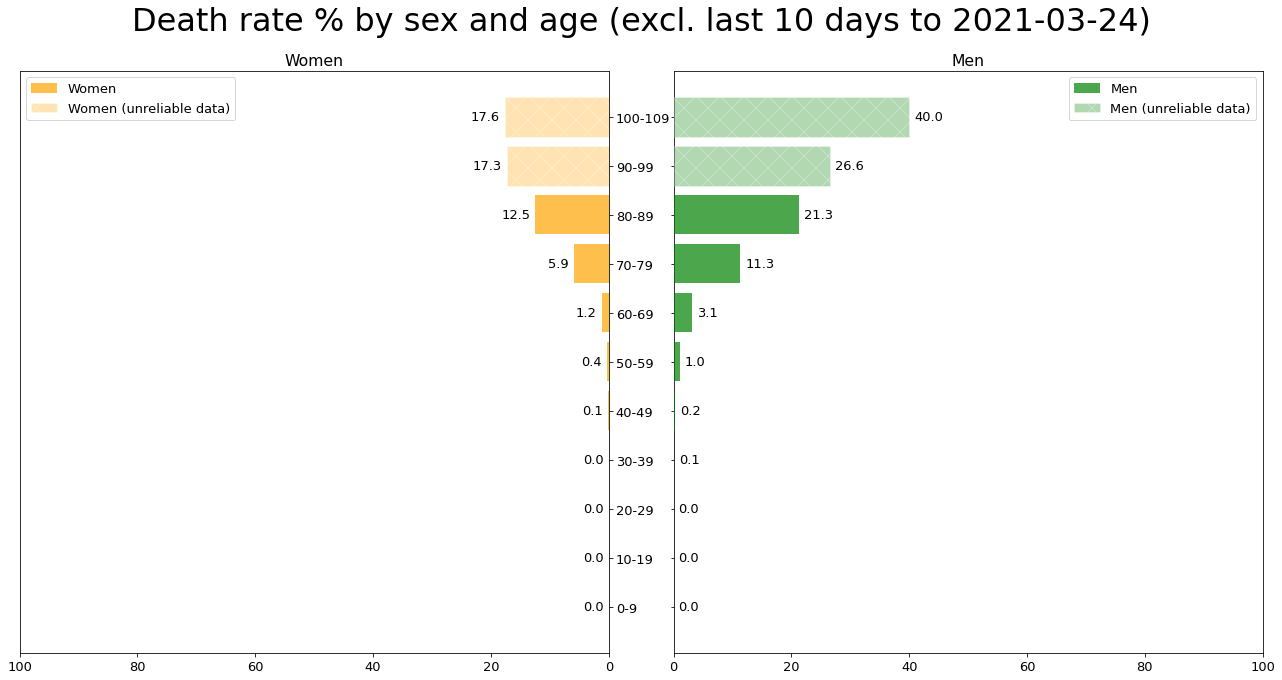 Death rate % by sex and age (excl. last 10 days to 2021-03-24)
Women
Men
Women
Women (unreliable data)
Men
Men (unreliable data)
17.6 100-109 40.0
17.3 90-99 26.6
12.5 80-89 21.3
5.9 70-79 11.3
1.2 60-69 3.1
0.4 50-59 1.0
0.1 40-49 0.2
0.0 30-39 0.1
0.0 20-29 0.0
0.0 10-19 0.0
0.0 0-9 0.0
100 80 60 40 20 0
0 20 40 60 80 100